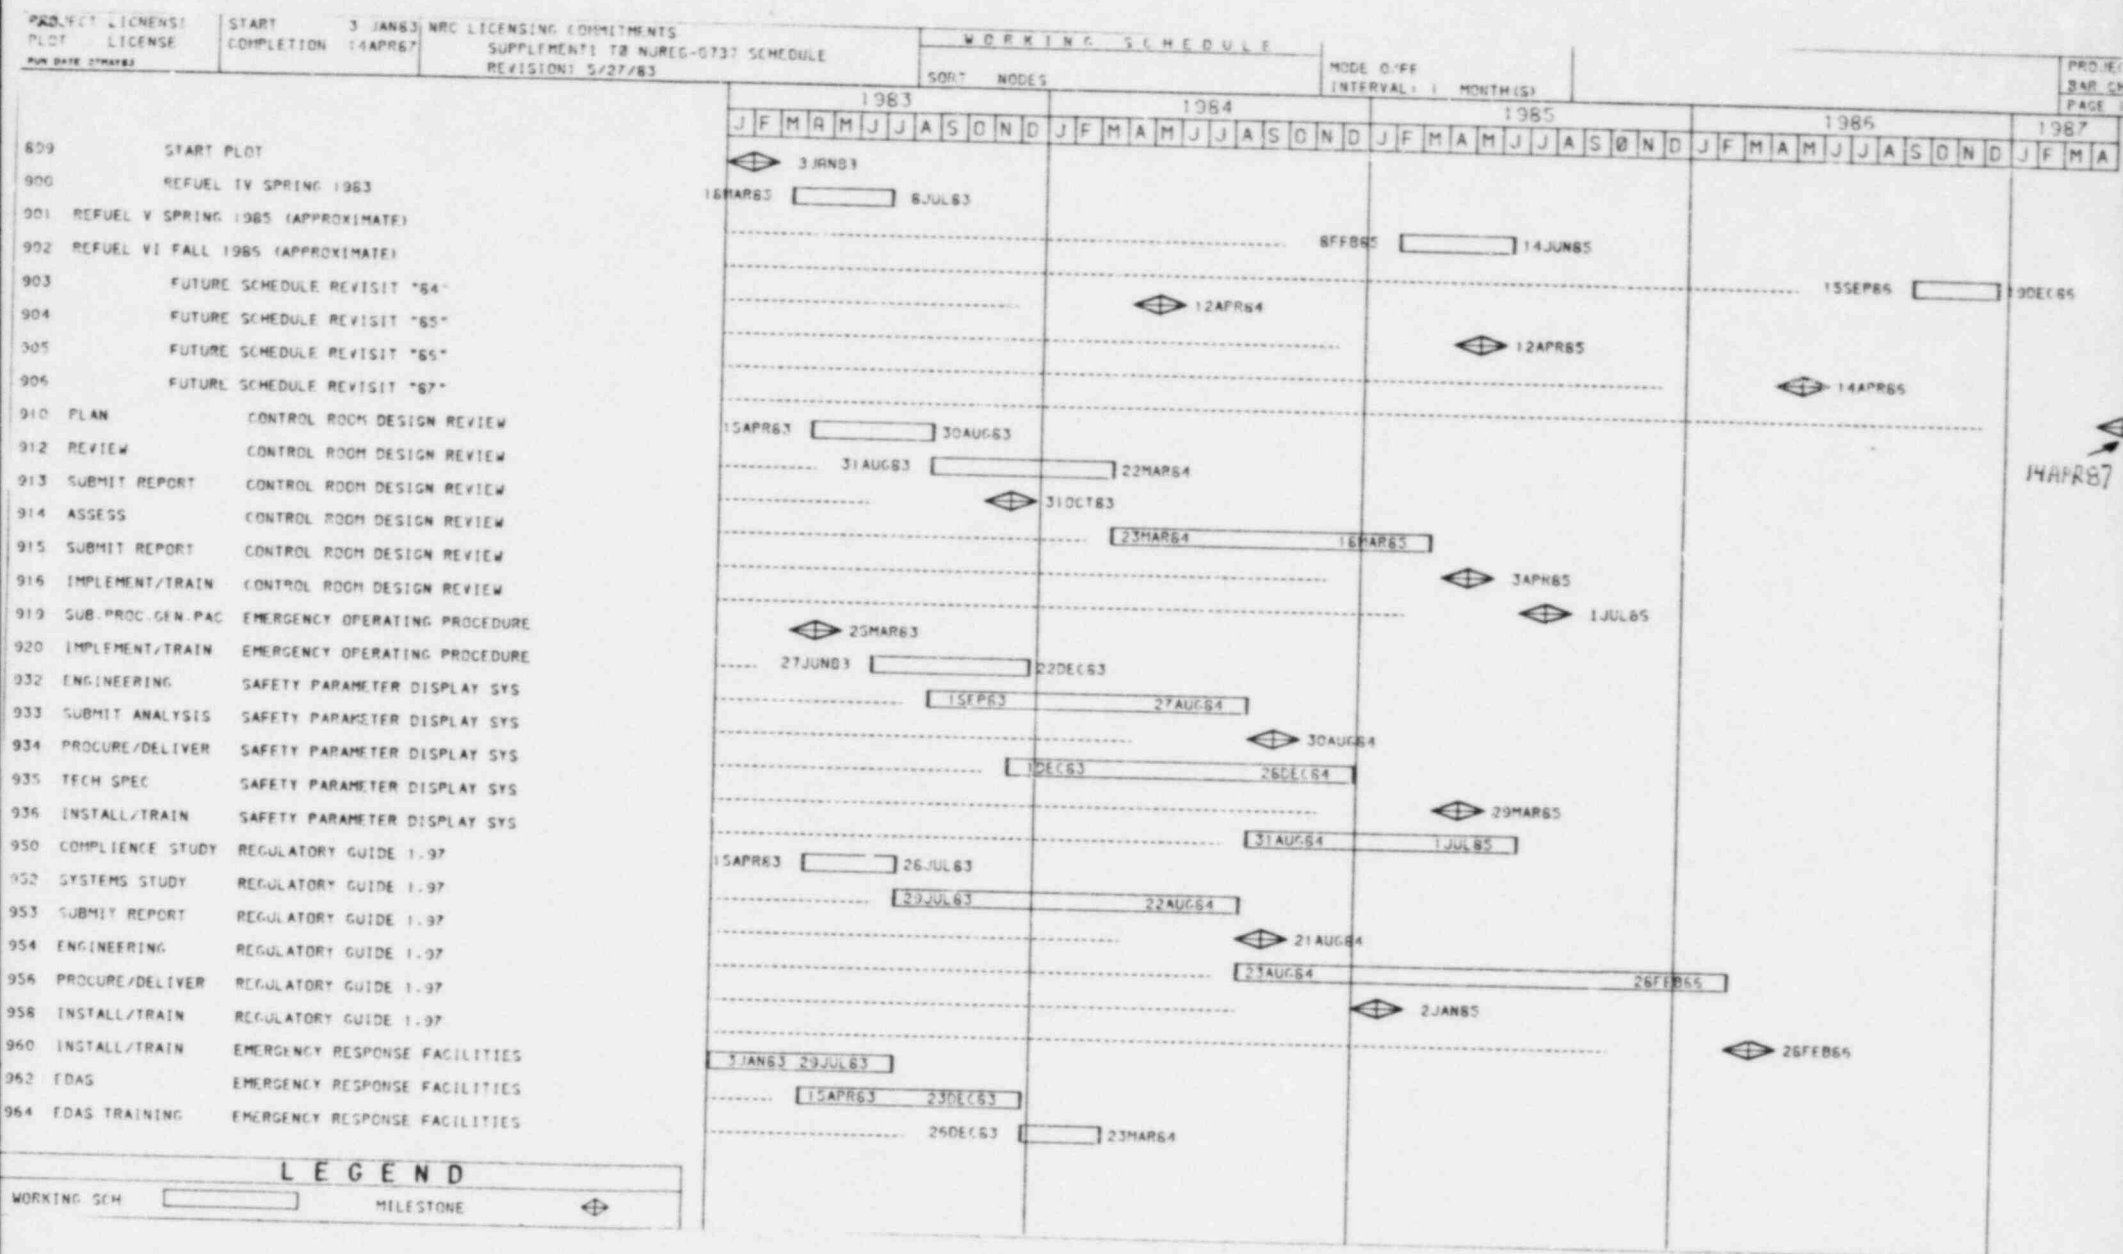 PROJECT LICNENS!
PLOT LICENSE
RUN DATE 27MAY83
START 3 JAN83
COMPLETION 14APR87
NRC LICENSING COMMITMENTS
SUPPLEMENT1 TO NUREG-0737 SCHEDULE
REVISION1 5/27/83
WORKING SCHEDULE
SORT NODES
MODE O/FF
INTERVAL: 1 MONTH(S)
PROJEC
BAR CH
PAGE
1983 1984 1985 1986 1987
J F M A M J J A S O N D J F M A M J J A S O N D J F M A M J J A S O N D J F M A M J J A S O N D J F M A
899 START PLOT 3JAN83
900 REFUEL IV SPRING 1983 16MAR83 8JUL83
901 REFUEL V SPRING 1985 (APPROXIMATE) 8FEB85 14JUN85
902 REFUEL VI FALL 1985 (APPROXIMATE) 15SEP86 19DEC86
903 FUTURE SCHEDULE REVISIT "84" 12APR84
904 FUTURE SCHEDULE REVISIT "85" 12APR85
905 FUTURE SCHEDULE REVISIT "86" 14APR86
906 FUTURE SCHEDULE REVISIT "87" 14APR87
910 PLAN CONTROL ROOM DESIGN REVIEW 15APR83 30AUG83
912 REVIEW CONTROL ROOM DESIGN REVIEW 31AUG83 22MAR84
913 SUBMIT REPORT CONTROL ROOM DESIGN REVIEW 31OCT83
914 ASSESS CONTROL ROOM DESIGN REVIEW 23MAR84 18MAR85
915 SUBMIT REPORT CONTROL ROOM DESIGN REVIEW 3APR85
916 IMPLEMENT/TRAIN CONTROL ROOM DESIGN REVIEW 1JUL85
919 SUB.PROC.GEN.PAC EMERGENCY OPERATING PROCEDURE 25MAR83
920 IMPLEMENT/TRAIN EMERGENCY OPERATING PROCEDURE 27JUN83 22DEC83
932 ENGINEERING SAFETY PARAMETER DISPLAY SYS 1SEP83 27AUG84
933 SUBMIT ANALYSIS SAFETY PARAMETER DISPLAY SYS 30AUG84
934 PROCURE/DELIVER SAFETY PARAMETER DISPLAY SYS 1DEC83 28DEC84
935 TECH SPEC SAFETY PARAMETER DISPLAY SYS 29MAR85
936 INSTALL/TRAIN SAFETY PARAMETER DISPLAY SYS 31AUG84 1JUL85
950 COMPLIENCE STUDY REGULATORY GUIDE 1.97 15APR83 26JUL83
952 SYSTEMS STUDY REGULATORY GUIDE 1.97 29JUL83 22AUG84
953 SUBMIT REPORT REGULATORY GUIDE 1.97 21AUG84
954 ENGINEERING REGULATORY GUIDE 1.97 23AUG84 26FEB86
956 PROCURE/DELIVER REGULATORY GUIDE 1.97 2JAN85
958 INSTALL/TRAIN REGULATORY GUIDE 1.97 26FEB86
960 INSTALL/TRAIN EMERGENCY RESPONSE FACILITIES 3JAN83 29JUL83
962 EDAS EMERGENCY RESPONSE FACILITIES 15APR83 23DEC83
964 EDAS TRAINING EMERGENCY RESPONSE FACILITIES 26DEC83 23MAR84
LEGEND
WORKING SCH MILESTONE